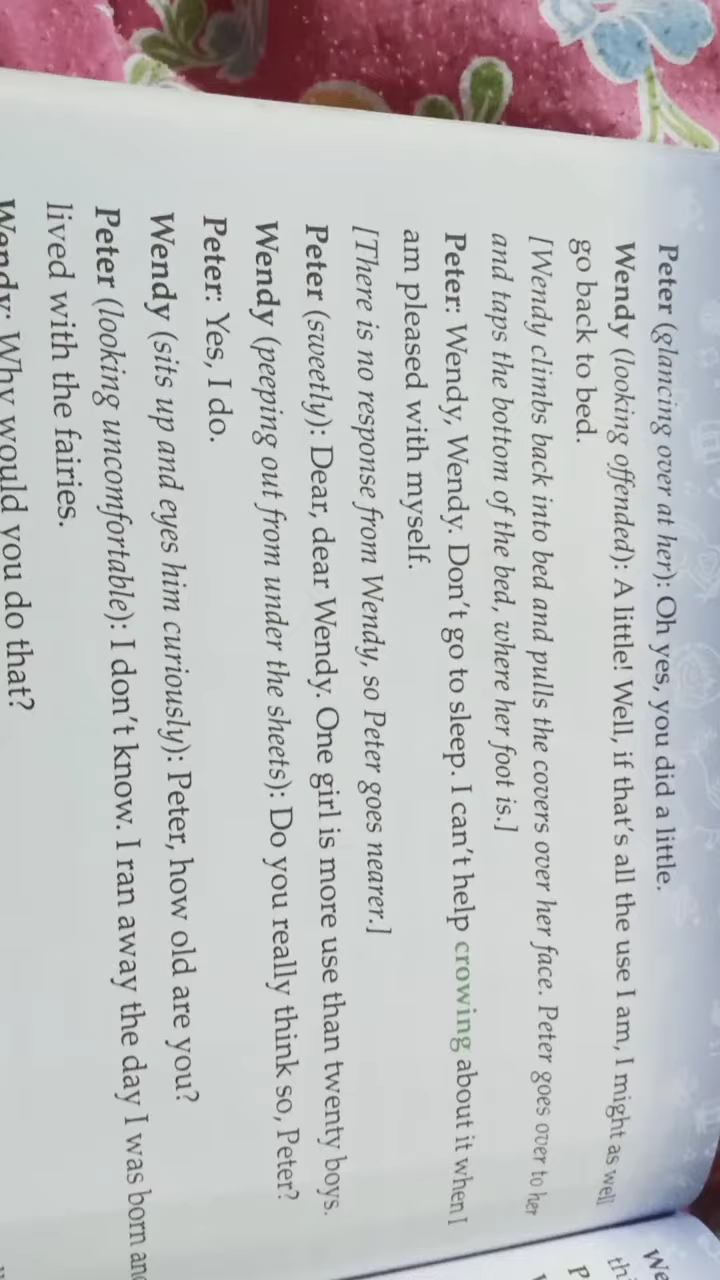 Peter (glancing over at her): Oh yes, you did a little.
Wendy (looking offended): A little! Well, if that's all the use I am, I might as well
go back to bed.
[Wendy climbs back into bed and pulls the covers over her face. Peter goes over to her
and taps the bottom of the bed, where her foot is.]
Peter: Wendy, Wendy. Don't go to sleep. I can't help crowing about it when I
am pleased with myself.
[There is no response from Wendy, so Peter goes nearer.]
Peter (sweetly): Dear, dear Wendy. One girl is more use than twenty boys.
Wendy (peeping out from under the sheets): Do you really think so, Peter?
Peter: Yes, I do.
Wendy (sits up and eyes him curiously): Peter, how old are you?
Peter (looking uncomfortable): I don't know. I ran away the day I was born and
lived with the fairies.
Wendy: Why would you do that?
We
th
P